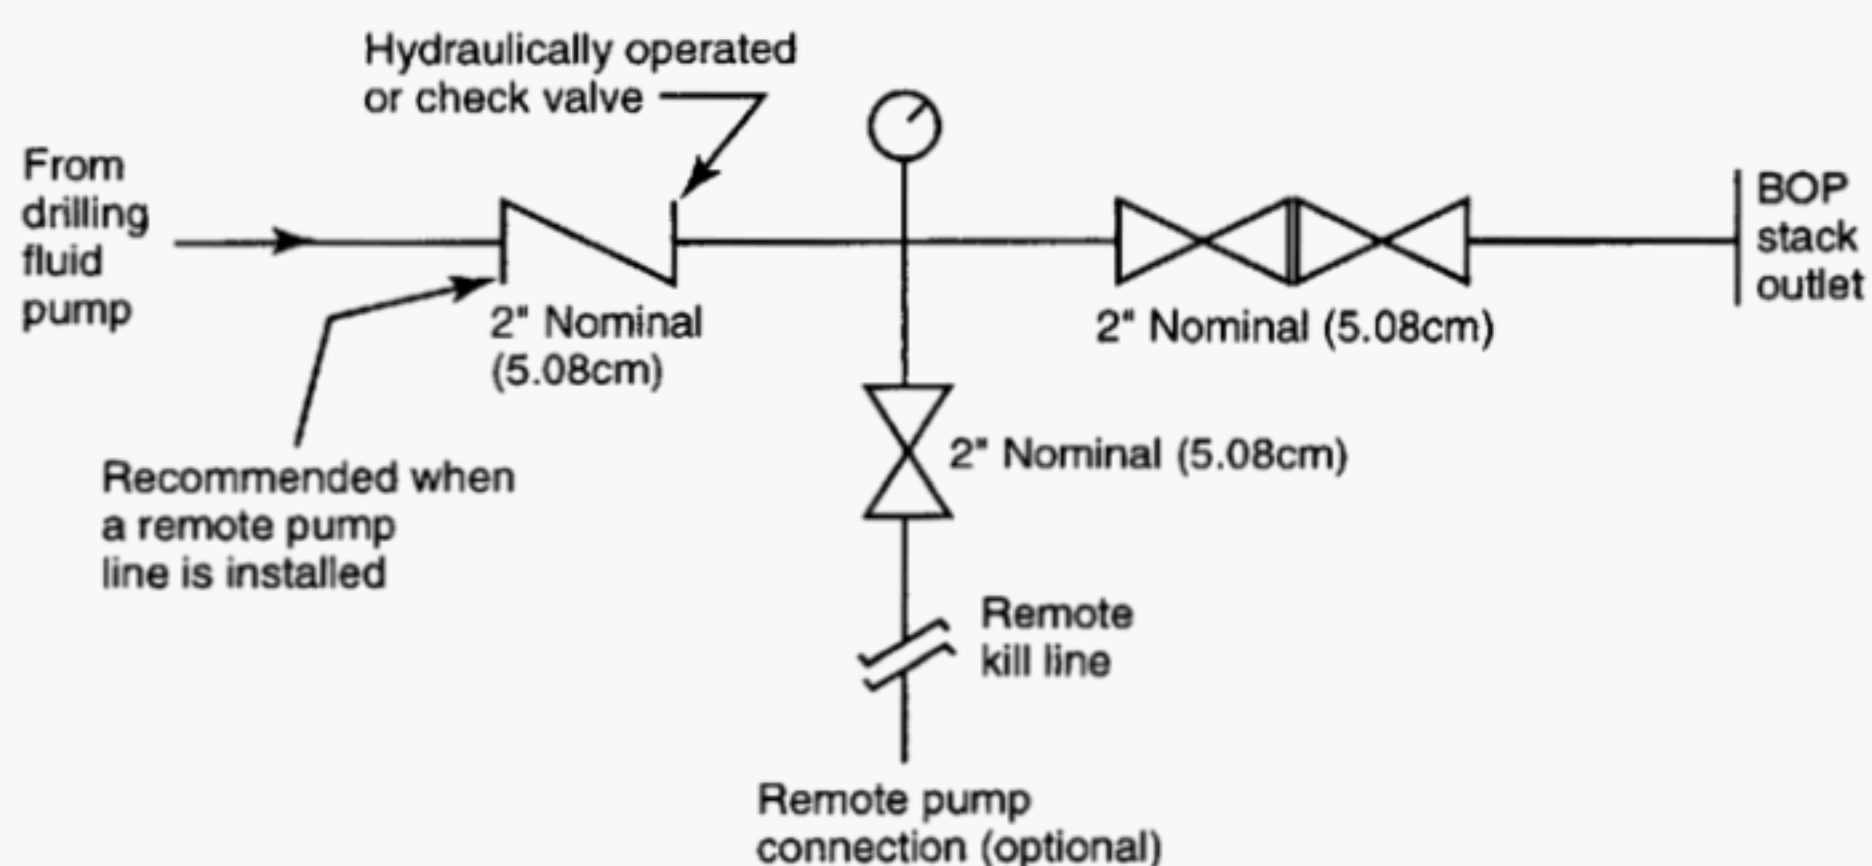 Hydraulically operated
or check valve
From
drilling
fluid
pump
BOP
stack
outlet
2" Nominal
(5.08cm)
2" Nominal (5.08cm)
2" Nominal (5.08cm)
Recommended when
a remote pump
line is installed
Remote
kill line
Remote pump
connection (optional)